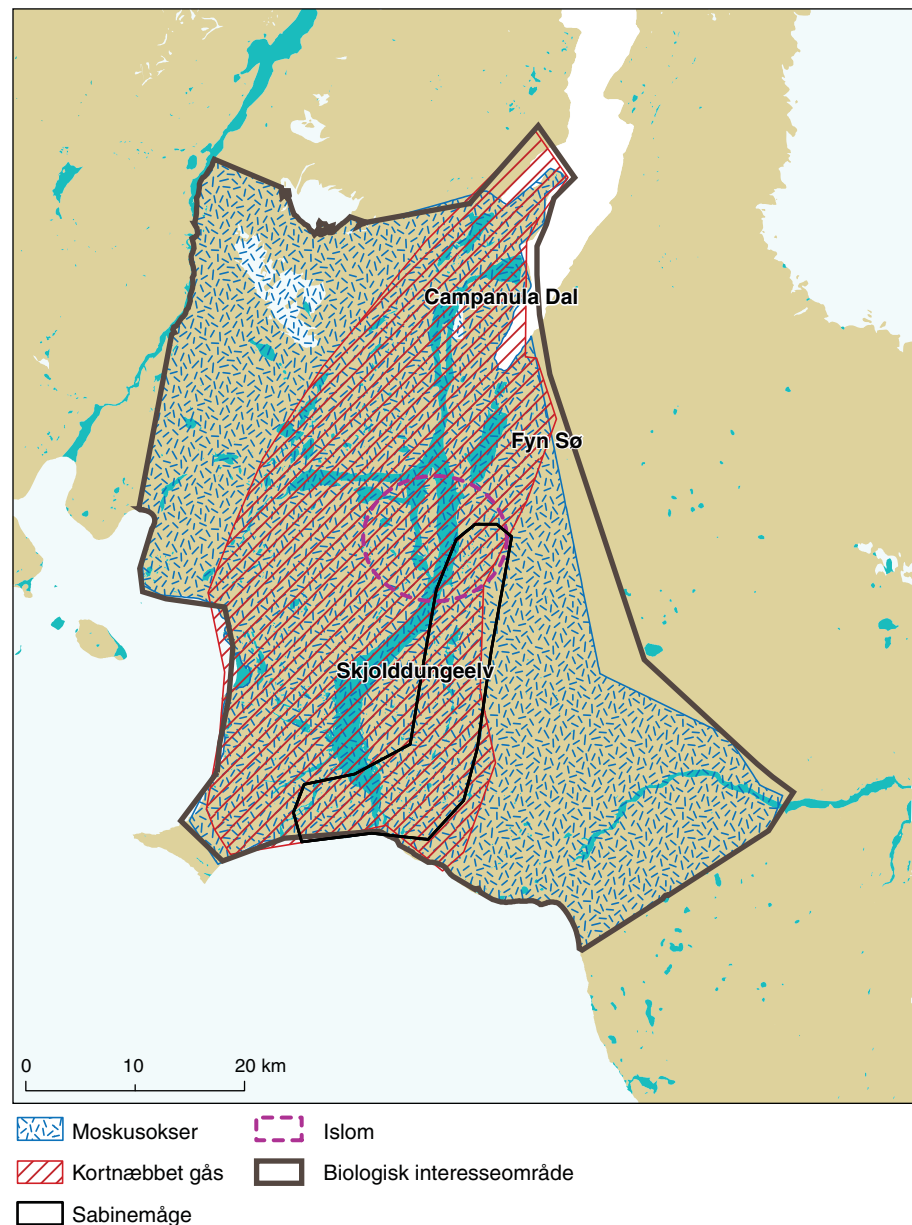 Campanula Dal
Fyn Sø
Skjolddungeelv
0 10 20 km
Moskusokser
Islom
Kortnæbbet gås
Biologisk interesseområde
Sabinemåge